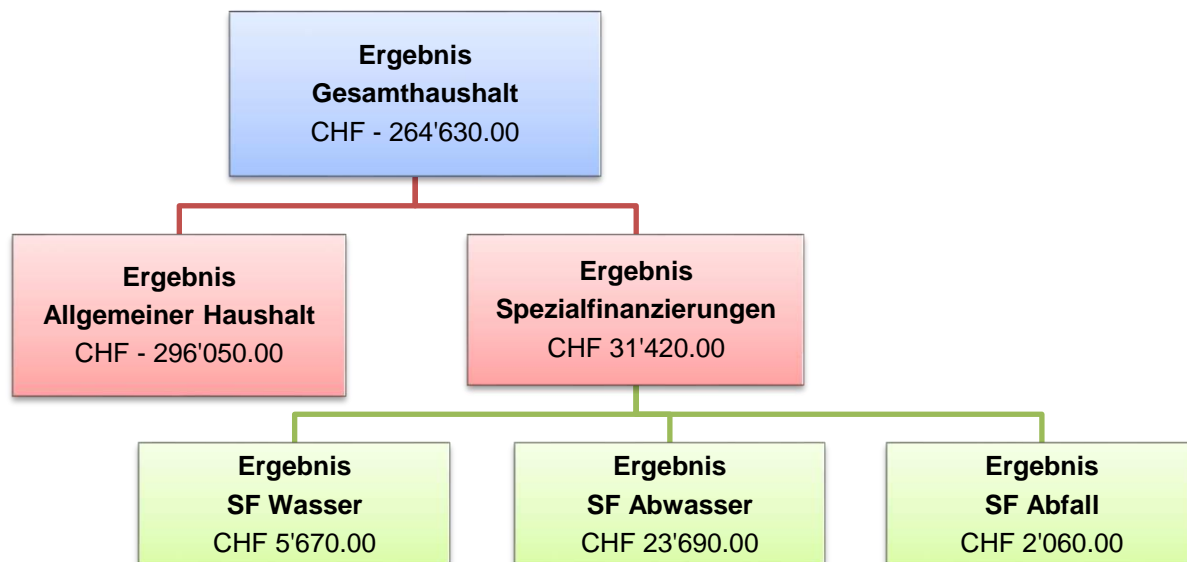 Ergebnis
Gesamthaushalt
CHF - 264'630.00
Ergebnis
Allgemeiner Haushalt
CHF - 296'050.00
Ergebnis
Spezialfinanzierungen
CHF 31'420.00
Ergebnis
SF Wasser
CHF 5'670.00
Ergebnis
SF Abwasser
CHF 23'690.00
Ergebnis
SF Abfall
CHF 2'060.00